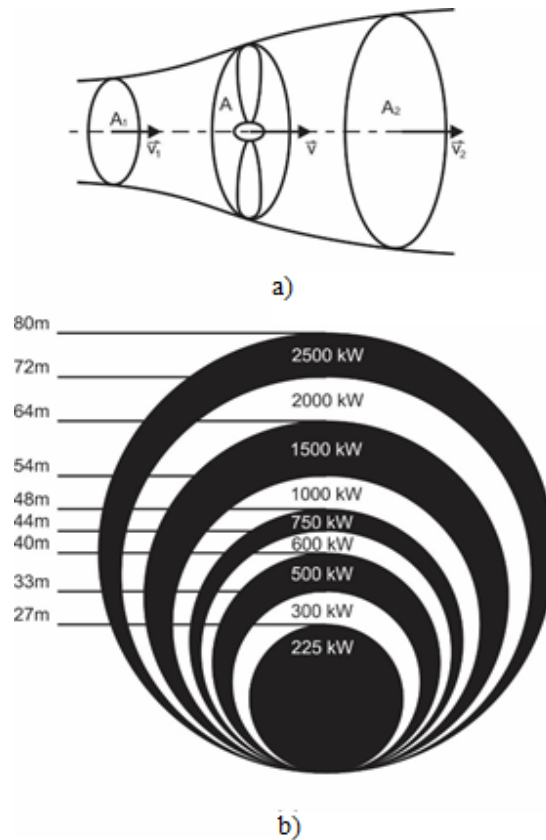 A₁ v⃗₁ A v⃗ A₂ v⃗₂
a)
80m
2500 kW
72m
2000 kW
64m
1500 kW
54m
1000 kW
48m
750 kW
44m
600 kW
40m
500 kW
33m
300 kW
27m
225 kW
b)